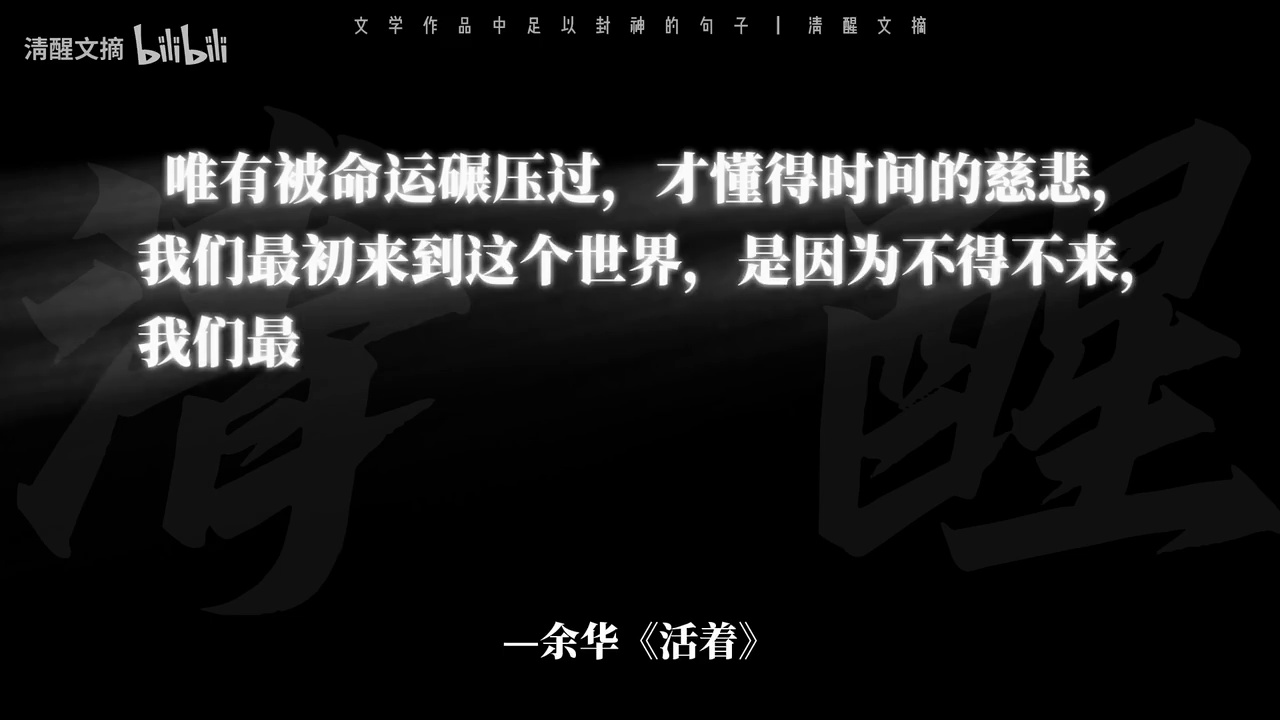 文学作品中足以封神的句子 | 清醒文摘
清醒文摘 bilibili
唯有被命运碾压过，才懂得时间的慈悲，
我们最初来到这个世界，是因为不得不来，
我们最
清醒
—余华《活着》